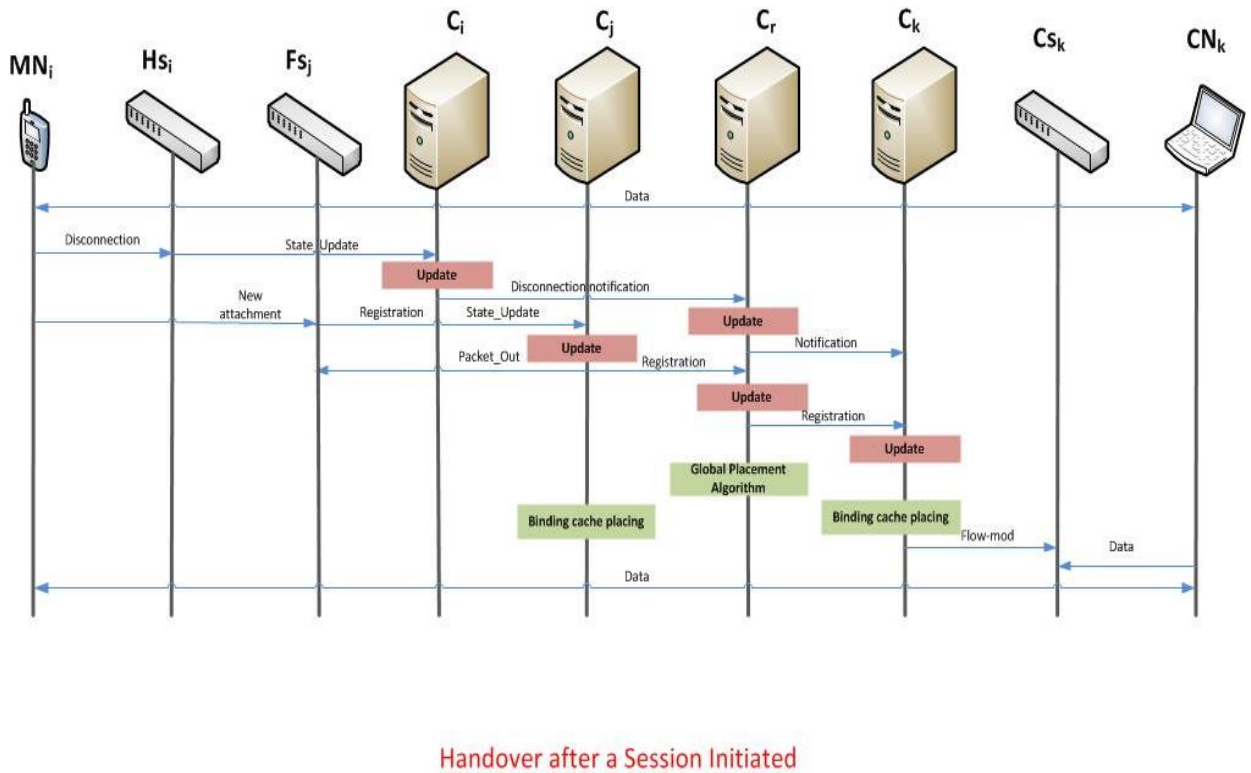 MNi
Hsi
Fsj
Ci
Cj
Cr
Ck
Csk
CNk
Data
Disconnection
State_Update
Update
Disconnection notification
New
attachment
Registration
State_Update
Update
Update
Notification
Packet_Out
Registration
Update
Registration
Update
Global Placement
Algorithm
Binding cache placing
Binding cache placing
Flow-mod
Data
Data
Handover after a Session Initiated